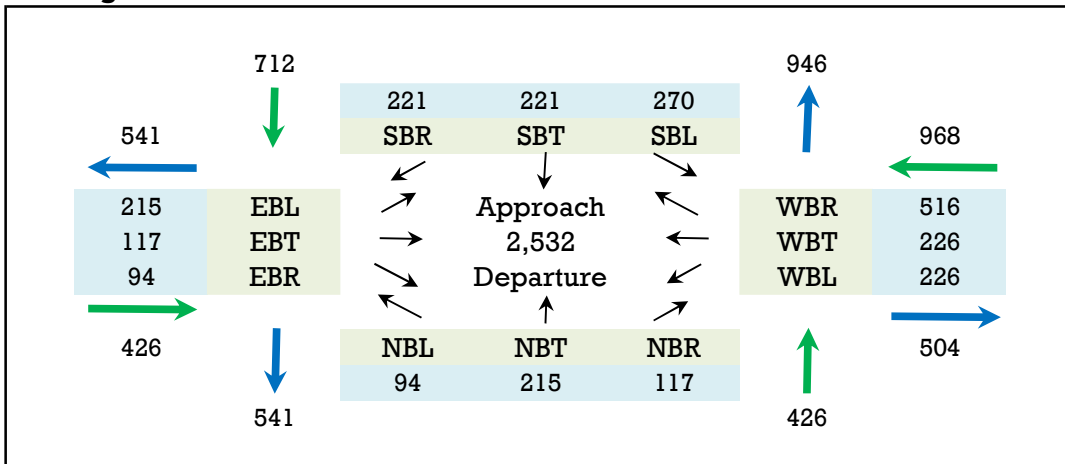 712 946
221 221 270
541 SBR SBT SBL 968
215 EBL Approach WBR 516
117 EBT 2,532 WBT 226
94 EBR Departure WBL 226
426 NBL NBT NBR 504
94 215 117
541 426